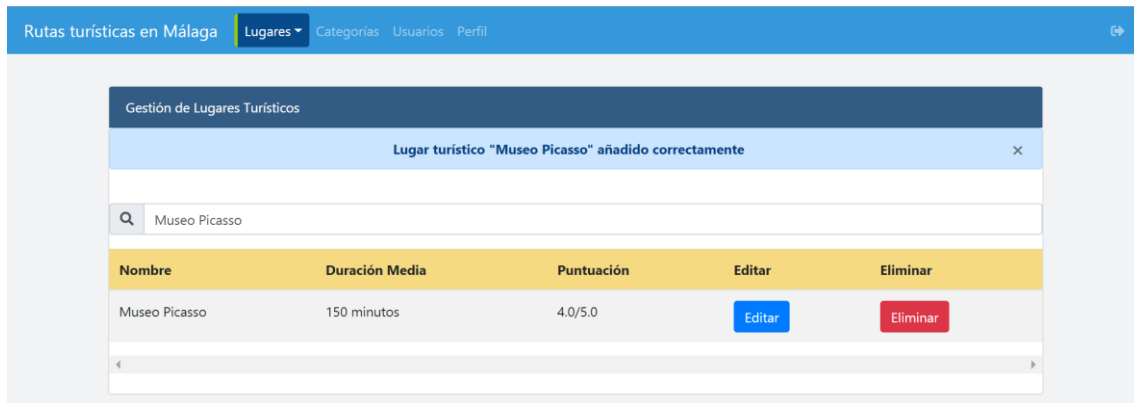 Rutas turísticas en Málaga Lugares Categorías Usuarios Perfil
Gestión de Lugares Turísticos
Lugar turístico "Museo Picasso" añadido correctamente ×
Museo Picasso
Nombre Duración Media Puntuación Editar Eliminar
Museo Picasso 150 minutos 4.0/5.0 Editar Eliminar